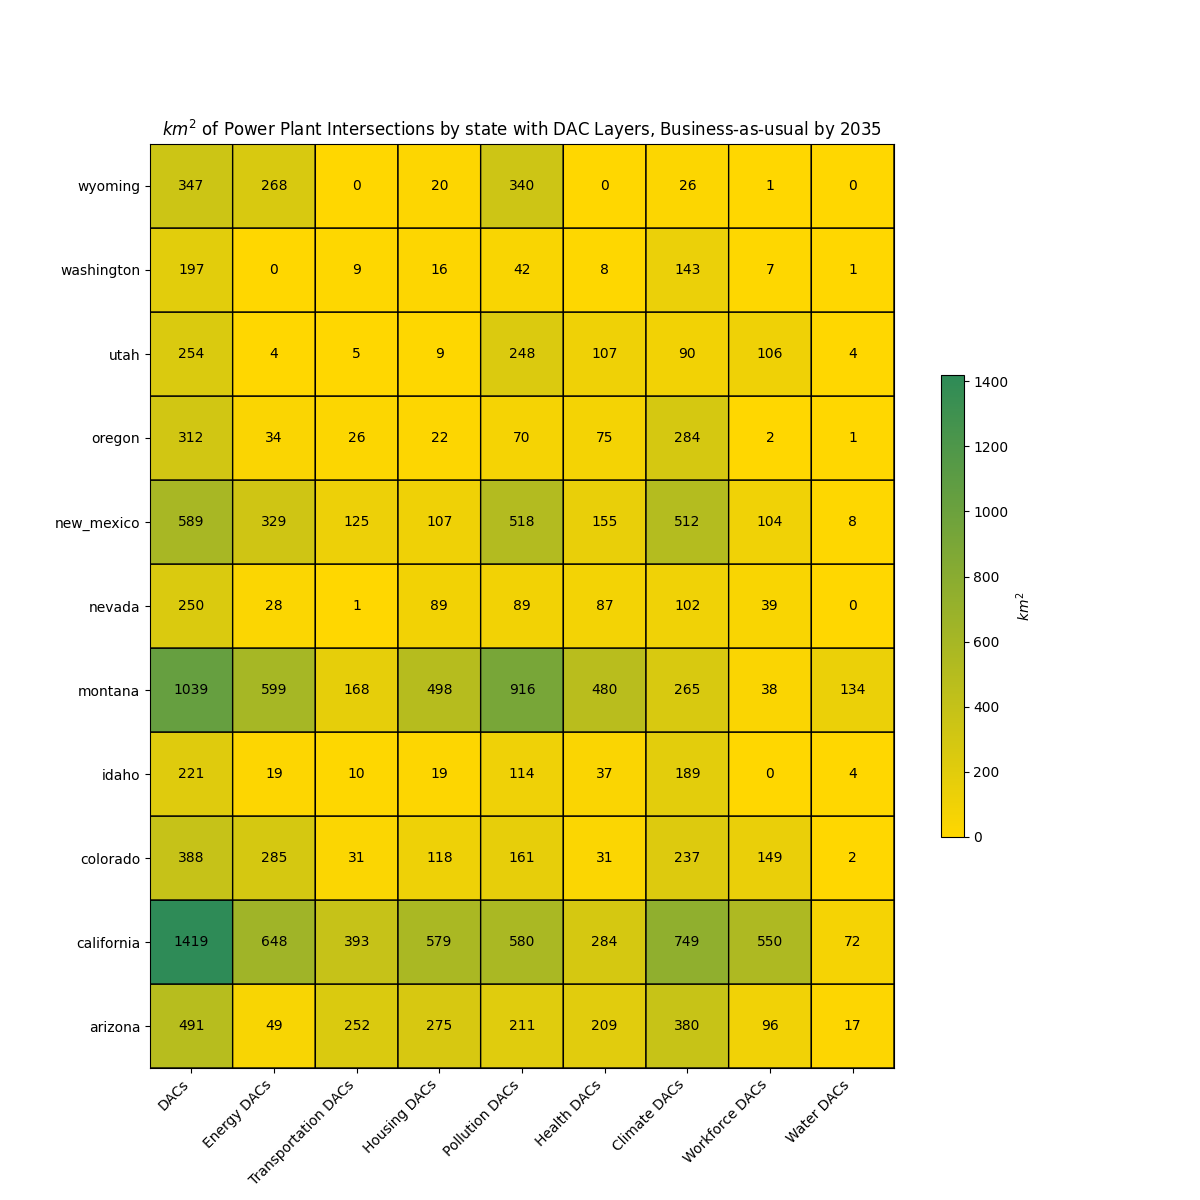 km² of Power Plant Intersections by state with DAC Layers, Business-as-usual by 2035
wyoming 347 268 0 20 340 0 26 1 0
washington 197 0 9 16 42 8 143 7 1
utah 254 4 5 9 248 107 90 106 4
oregon 312 34 26 22 70 75 284 2 1
new_mexico 589 329 125 107 518 155 512 104 8
nevada 250 28 1 89 89 87 102 39 0
montana 1039 599 168 498 916 480 265 38 134
idaho 221 19 10 19 114 37 189 0 4
colorado 388 285 31 118 161 31 237 149 2
california 1419 648 393 579 580 284 749 550 72
arizona 491 49 252 275 211 209 380 96 17
DACs
Energy DACs
Transportation DACs
Housing DACs
Pollution DACs
Health DACs
Climate DACs
Workforce DACs
Water DACs
1400
1200
1000
800
600
400
200
0
km²